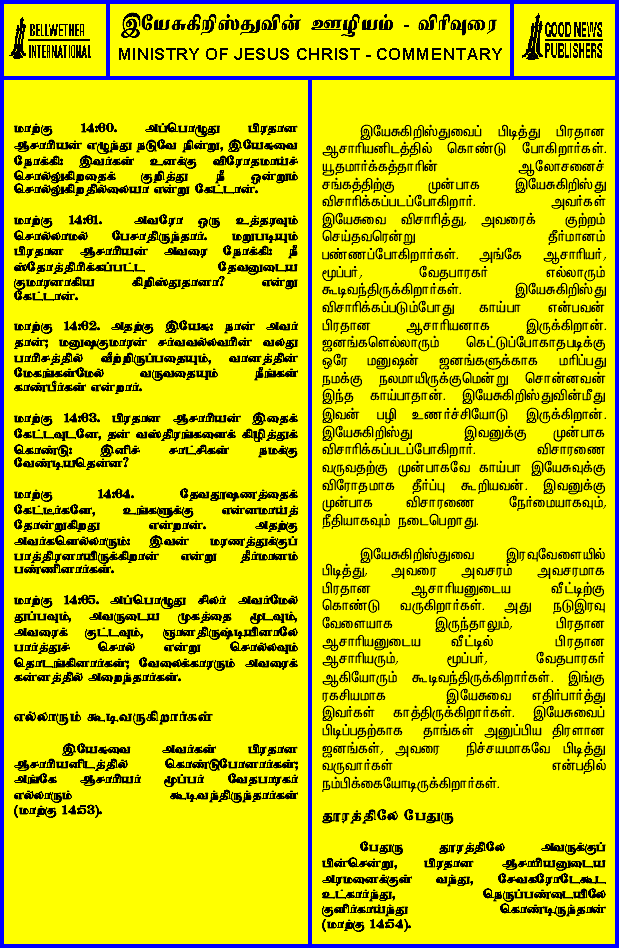 BELLWETHER
INTERNATIONAL
இயேசுகிறிஸ்துவின் ஊழியம் - விரிவுரை
MINISTRY OF JESUS CHRIST - COMMENTARY
GOOD NEWS
PUBLISHERS
மாற்கு 14:60. அப்பொழுது பிரதான
ஆசாரியன் எழுந்து நடுவே நின்று, இயேசுவை
நோக்கி: இவர்கள் உனக்கு விரோதமாய்ச்
சொல்லுகிறதைக் குறித்து நீ ஒன்றும்
சொல்லுகிறதில்லையா என்று கேட்டான்.
மாற்கு 14:61. அவரோ ஒரு உத்தரவும்
சொல்லாமல் பேசாதிருந்தார். மறுபடியும்
பிரதான ஆசாரியன் அவரை நோக்கி: நீ
ஸ்தோத்திரிக்கப்பட்ட தேவனுடைய
குமாரனாகிய கிறிஸ்துதானா? என்று
கேட்டான்.
மாற்கு 14:62. அதற்கு இயேசு: நான் அவர்
தான்; மனுஷகுமாரன் சர்வவல்லவரின் வலது
பாரிசத்தில் வீற்றிருப்பதையும், வானத்தின்
மேகங்கள்மேல் வருவதையும் நீங்கள்
காண்பீர்கள் என்றார்.
மாற்கு 14:63. பிரதான ஆசாரியன் இதைக்
கேட்டவுடனே, தன் வஸ்திரங்களைக் கிழித்துக்
கொண்டு: இனிச் சாட்சிகள் நமக்கு
வேண்டியதென்ன?
மாற்கு 14:64. தேவதூஷணத்தைக்
கேட்டீர்களே, உங்களுக்கு என்னமாய்த்
தோன்றுகிறது என்றான். அதற்கு
அவர்களெல்லாரும்: இவன் மரணத்துக்குப்
பாத்திரனாயிருக்கிறான் என்று தீர்மானம்
பண்ணினார்கள்.
மாற்கு 14:65. அப்பொழுது சிலர் அவர்மேல்
துப்பவும், அவருடைய முகத்தை மூடவும்,
அவரைக் குட்டவும், ஞானதிருஷ்டியினாலே
பார்த்துச் சொல் என்று சொல்லவும்
தொடங்கினார்கள்; வேலைக்காரரும் அவரைக்
கன்னத்தில் அறைந்தார்கள்.
எல்லாரும் கூடிவருகிறார்கள்
இயேசுவை அவர்கள் பிரதான
ஆசாரியனிடத்தில் கொண்டுபோனார்கள்;
அங்கே ஆசாரியர் மூப்பர் வேதபாரகர்
எல்லாரும் கூடிவந்திருந்தார்கள்
(மாற்கு 14:53).
இயேசுகிறிஸ்துவைப் பிடித்து பிரதான
ஆசாரியனிடத்தில் கொண்டு போகிறார்கள்.
யூதமார்க்கத்தாரின் ஆலோசனைச்
சங்கத்திற்கு முன்பாக இயேசுகிறிஸ்து
விசாரிக்கப்படப்போகிறார். அவர்கள்
இயேசுவை விசாரித்து, அவரைக் குற்றம்
செய்தவரென்று தீர்மானம்
பண்ணப்போகிறார்கள். அங்கே ஆசாரியர்,
மூப்பர், வேதபாரகர் எல்லாரும்
கூடிவந்திருக்கிறார்கள். இயேசுகிறிஸ்து
விசாரிக்கப்படும்போது காய்பா என்பவன்
பிரதான ஆசாரியனாக இருக்கிறான்.
ஜனங்களெல்லாரும் கெட்டுப்போகாதபடிக்கு
ஒரே மனுஷன் ஜனங்களுக்காக மரிப்பது
நமக்கு நலமாயிருக்குமென்று சொன்னவன்
இந்த காய்பாதான். இயேசுகிறிஸ்துவின்மீது
இவன் பழி உணர்ச்சியோடு இருக்கிறான்.
இயேசுகிறிஸ்து இவனுக்கு முன்பாக
விசாரிக்கப்படப்போகிறார். விசாரணை
வருவதற்கு முன்பாகவே காய்பா இயேசுவுக்கு
விரோதமாக தீர்ப்பு கூறியவன். இவனுக்கு
முன்பாக விசாரணை நேர்மையாகவும்,
நீதியாகவும் நடைபெறாது.
இயேசுகிறிஸ்துவை இரவுவேளையில்
பிடித்து, அவரை அவசரம் அவசரமாக
பிரதான ஆசாரியனுடைய வீட்டிற்கு
கொண்டு வருகிறார்கள். அது நடுஇரவு
வேளையாக இருந்தாலும், பிரதான
ஆசாரியனுடைய வீட்டில் பிரதான
ஆசாரியரும், மூப்பர், வேதபாரகர்
ஆகியோரும் கூடிவந்திருக்கிறார்கள். இங்கு
ரகசியமாக இயேசுவை எதிர்பார்த்து
இவர்கள் காத்திருக்கிறார்கள். இயேசுவைப்
பிடிப்பதற்காக தாங்கள் அனுப்பிய திரளான
ஜனங்கள், அவரை நிச்சயமாகவே பிடித்து
வருவார்கள் என்பதில்
நம்பிக்கையோடிருக்கிறார்கள்.
தூரத்திலே பேதுரு
பேதுரு தூரத்திலே அவருக்குப்
பின்சென்று, பிரதான ஆசாரியனுடைய
அரமனைக்குள் வந்து, சேவகரோடேகூட
உட்கார்ந்து, நெருப்பண்டையிலே
குளிர்காய்ந்து கொண்டிருந்தான்
(மாற்கு 14:54).